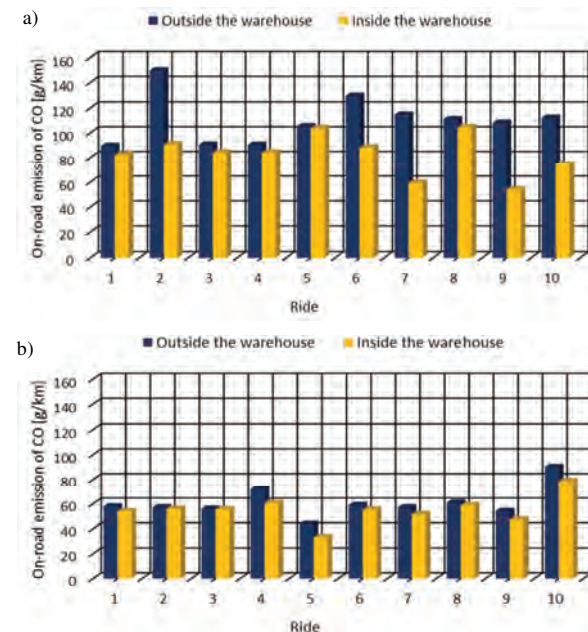 a)
Outside the warehouse Inside the warehouse
On-road emission of CO [g/km]
160
140
120
100
80
60
40
20
0
1 2 3 4 5 6 7 8 9 10
Ride
b)
Outside the warehouse Inside the warehouse
On-road emission of CO [g/km]
160
140
120
100
80
60
40
20
0
1 2 3 4 5 6 7 8 9 10
Ride